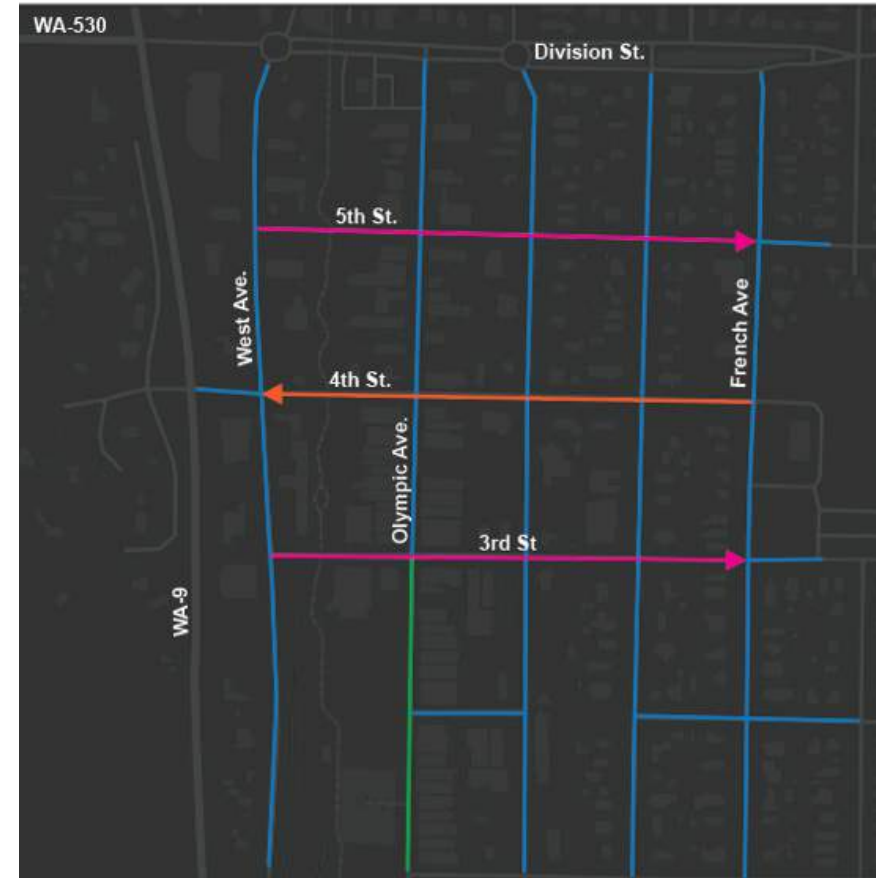 WA-530
Division St.
5th St.
West Ave.
French Ave
4th St.
Olympic Ave.
3rd St
WA-9